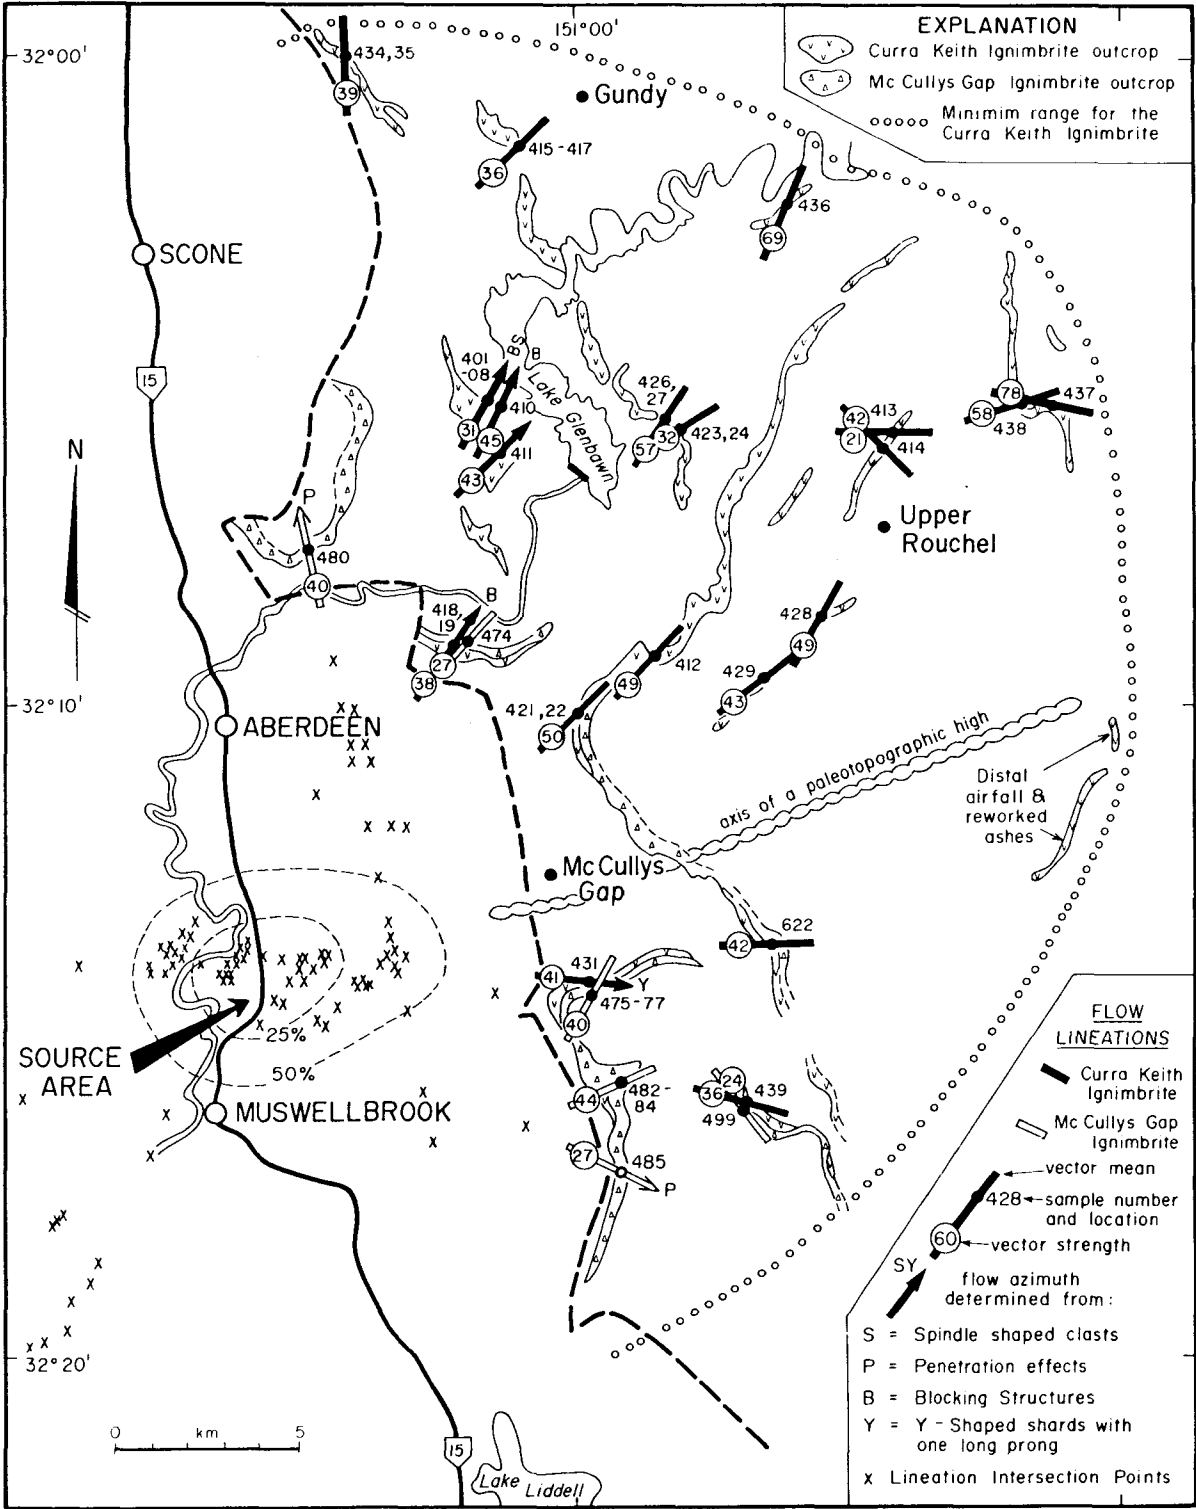 151°00'
32°00'
EXPLANATION
Curra Keith Ignimbrite outcrop
Mc Cullys Gap Ignimbrite outcrop
Minimim range for the
Curra Keith Ignimbrite
434,35
39
Gundy
415-417
36
436
69
SCONE
15
401
-08
BS
B
410
31
45
411
43
Lake Glenbawn
426,
27
423,24
57
32
42
413
21
414
78
437
58
438
Upper
Rouchel
P
480
40
B
418,
19
474
27
38
412
49
428
49
429
43
421,22
50
32°10'
ABERDEEN
N
axis of a paleotopographic high
Distal
airfall &
reworked
ashes
Mc Cullys
Gap
622
42
41
431
Y
475-77
40
SOURCE
AREA
25%
50%
MUSWELLBROOK
44
482-
84
24
36
439
499
27
485
P
32°20'
0 km 5
15
Lake Liddell
FLOW
LINEATIONS
Curra Keith
Ignimbrite
Mc Cullys Gap
Ignimbrite
vector mean
428
sample number
and location
60
vector strength
SY
flow azimuth
determined from:
S = Spindle shaped clasts
P = Penetration effects
B = Blocking Structures
Y = Y-Shaped shards with
one long prong
x Lineation Intersection Points